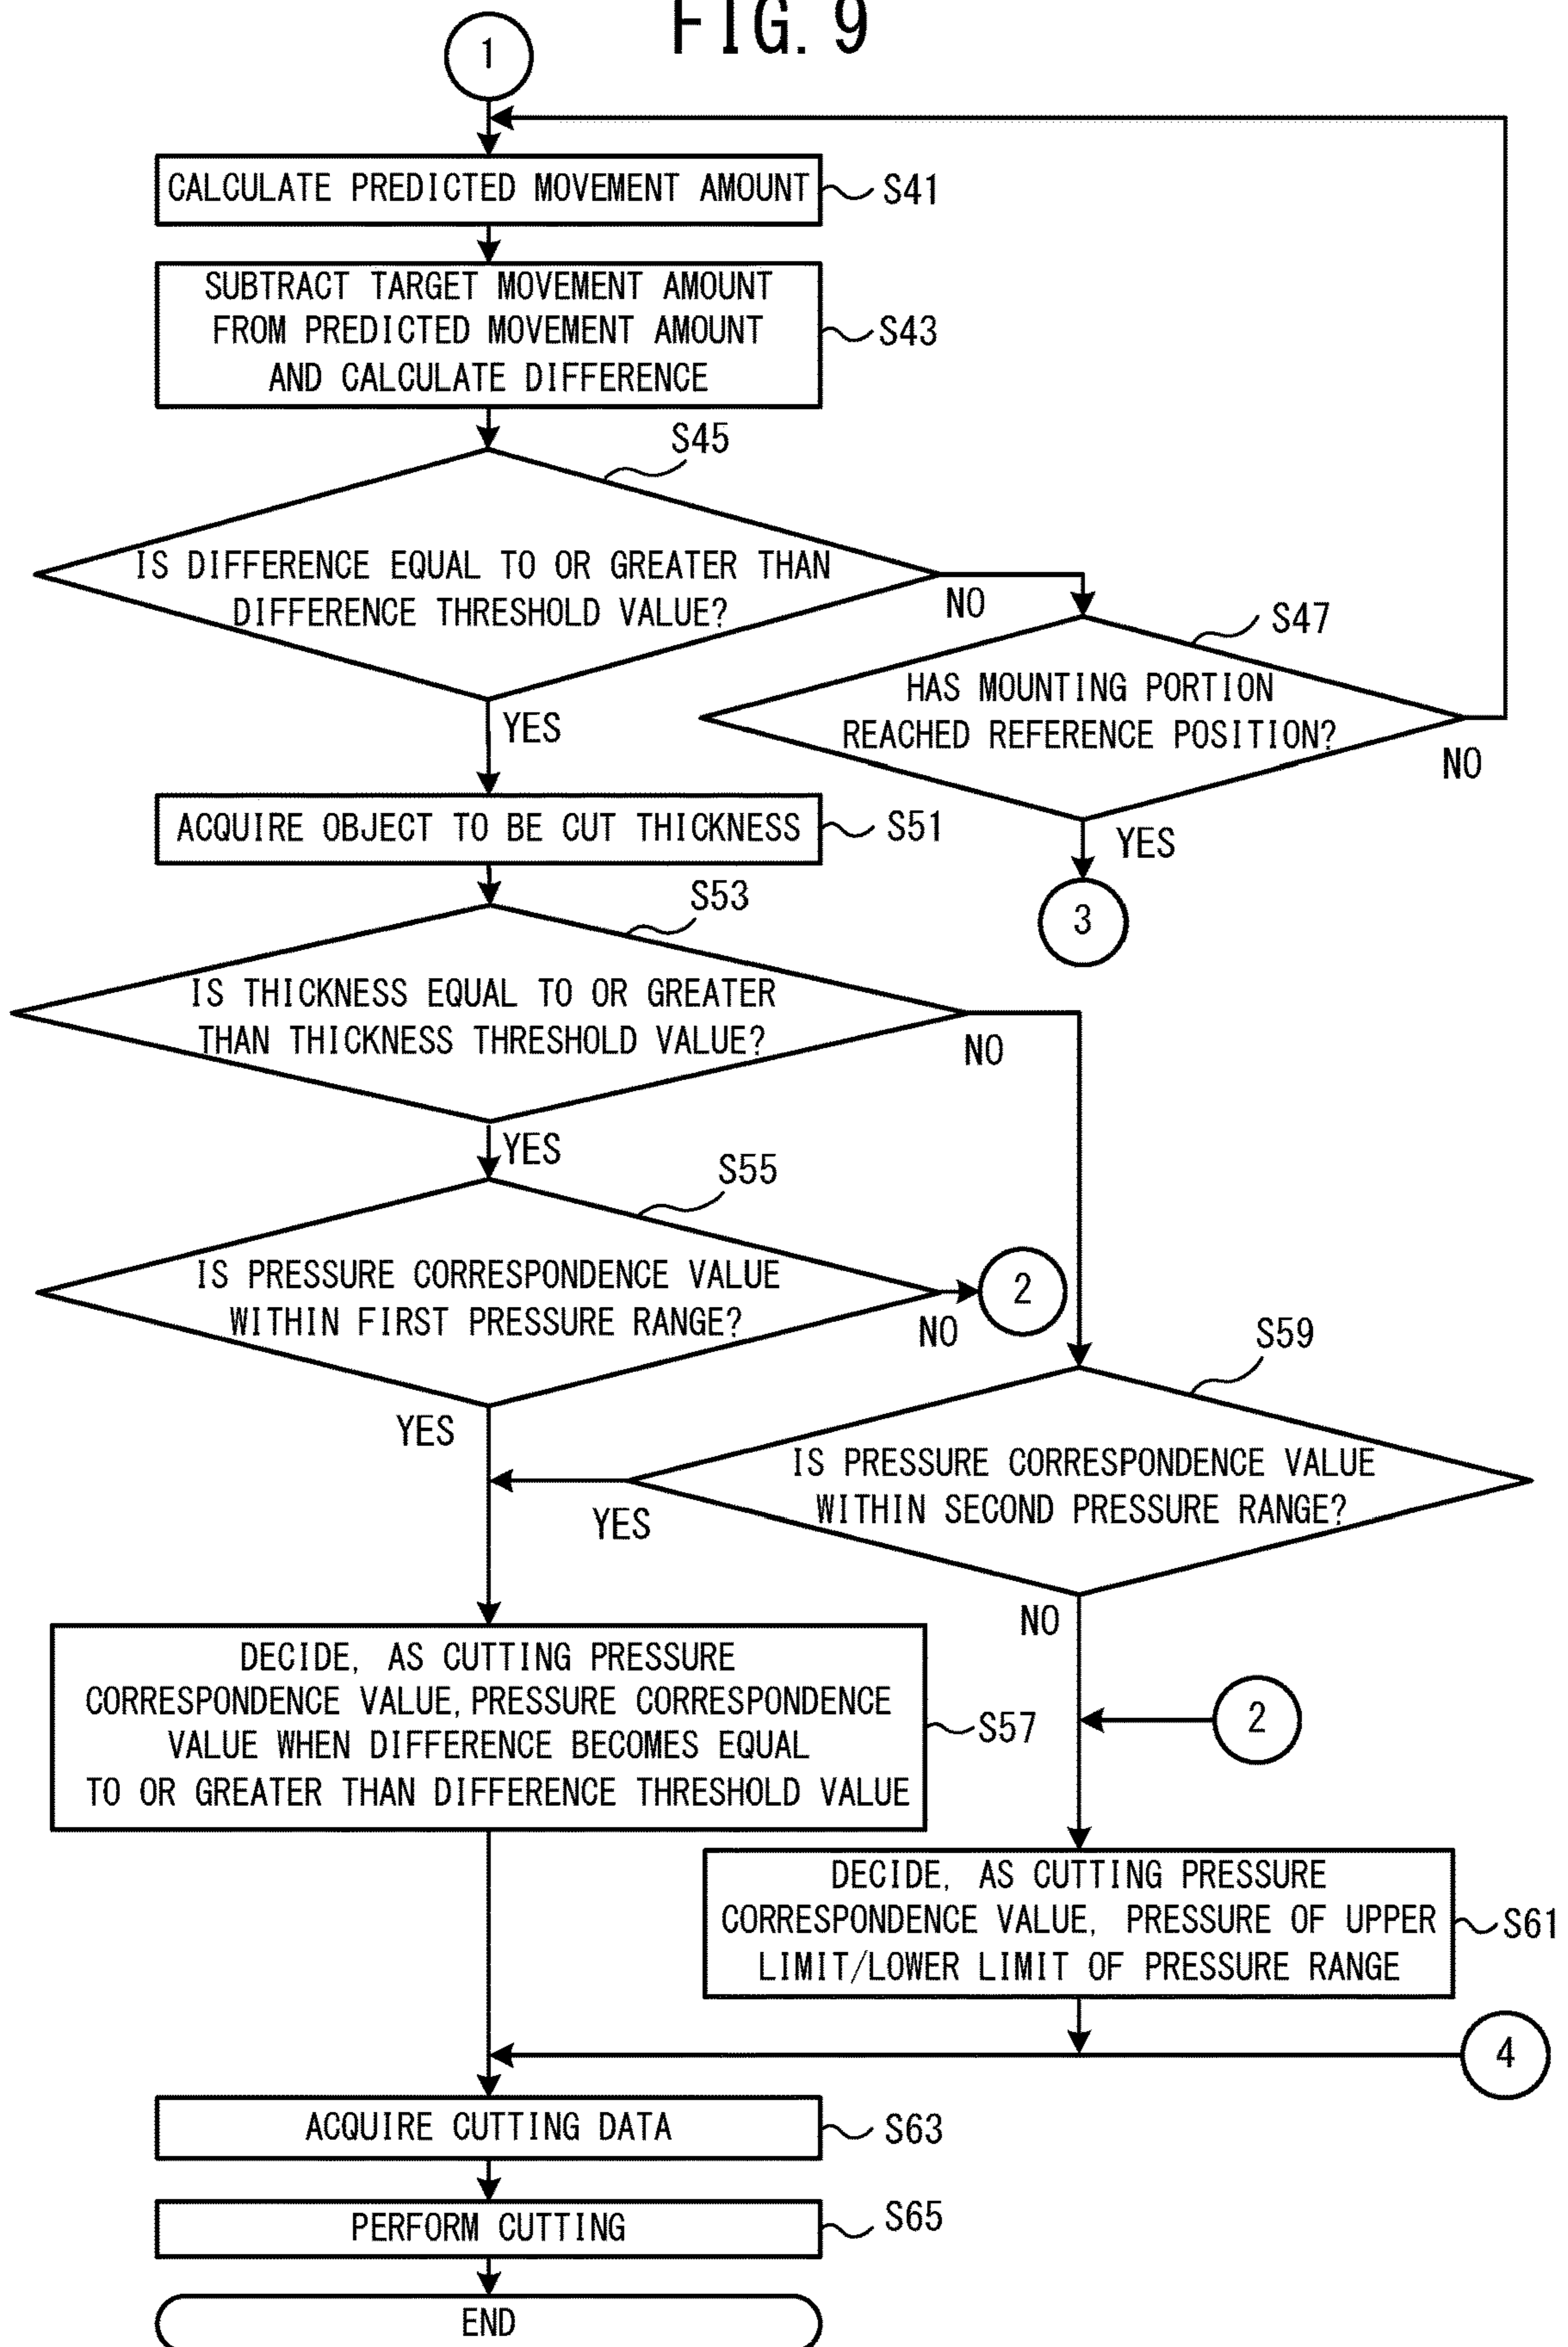 FIG. 9
1
CALCULATE PREDICTED MOVEMENT AMOUNT
S41
SUBTRACT TARGET MOVEMENT AMOUNT
FROM PREDICTED MOVEMENT AMOUNT
AND CALCULATE DIFFERENCE
S43
S45
IS DIFFERENCE EQUAL TO OR GREATER THAN
DIFFERENCE THRESHOLD VALUE?
NO
YES
S47
HAS MOUNTING PORTION
REACHED REFERENCE POSITION?
NO
YES
3
ACQUIRE OBJECT TO BE CUT THICKNESS
S51
S53
IS THICKNESS EQUAL TO OR GREATER
THAN THICKNESS THRESHOLD VALUE?
NO
YES
S55
IS PRESSURE CORRESPONDENCE VALUE
WITHIN FIRST PRESSURE RANGE?
NO
2
YES
S59
IS PRESSURE CORRESPONDENCE VALUE
WITHIN SECOND PRESSURE RANGE?
YES
NO
DECIDE, AS CUTTING PRESSURE
CORRESPONDENCE VALUE, PRESSURE CORRESPONDENCE
VALUE WHEN DIFFERENCE BECOMES EQUAL
TO OR GREATER THAN DIFFERENCE THRESHOLD VALUE
S57
2
DECIDE, AS CUTTING PRESSURE
CORRESPONDENCE VALUE, PRESSURE OF UPPER
LIMIT/LOWER LIMIT OF PRESSURE RANGE
S61
4
ACQUIRE CUTTING DATA
S63
PERFORM CUTTING
S65
END